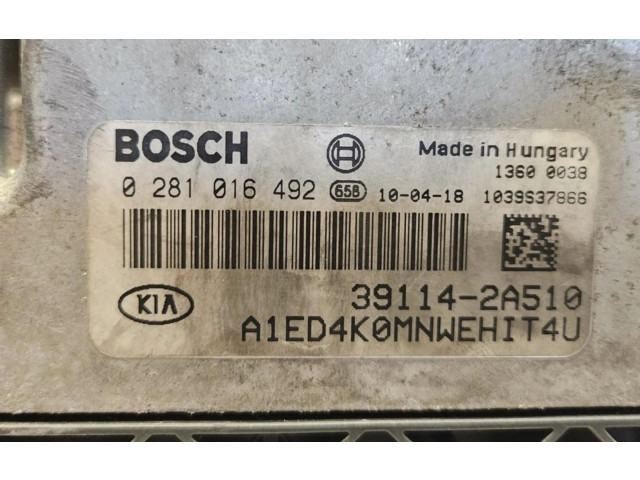 BOSCH
Made in Hungary
1360 0038
0 281 016 492 658 10-04-18 1039S37866
KIA 39114-2A510
A1ED4K0MNWEHIT4U